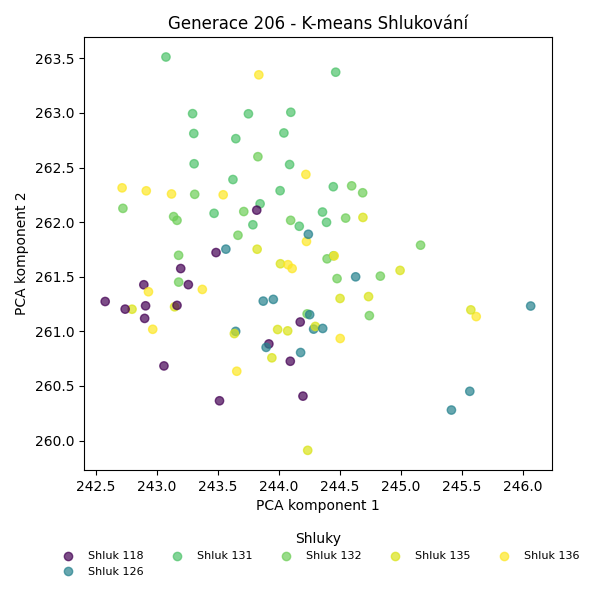 Generace 206 - K-means Shlukování
PCA komponent 2
263.5
263.0
262.5
262.0
261.5
261.0
260.5
260.0
242.5 243.0 243.5 244.0 244.5 245.0 245.5 246.0
PCA komponent 1
Shluky
Shluk 118 Shluk 131 Shluk 132 Shluk 135 Shluk 136
Shluk 126